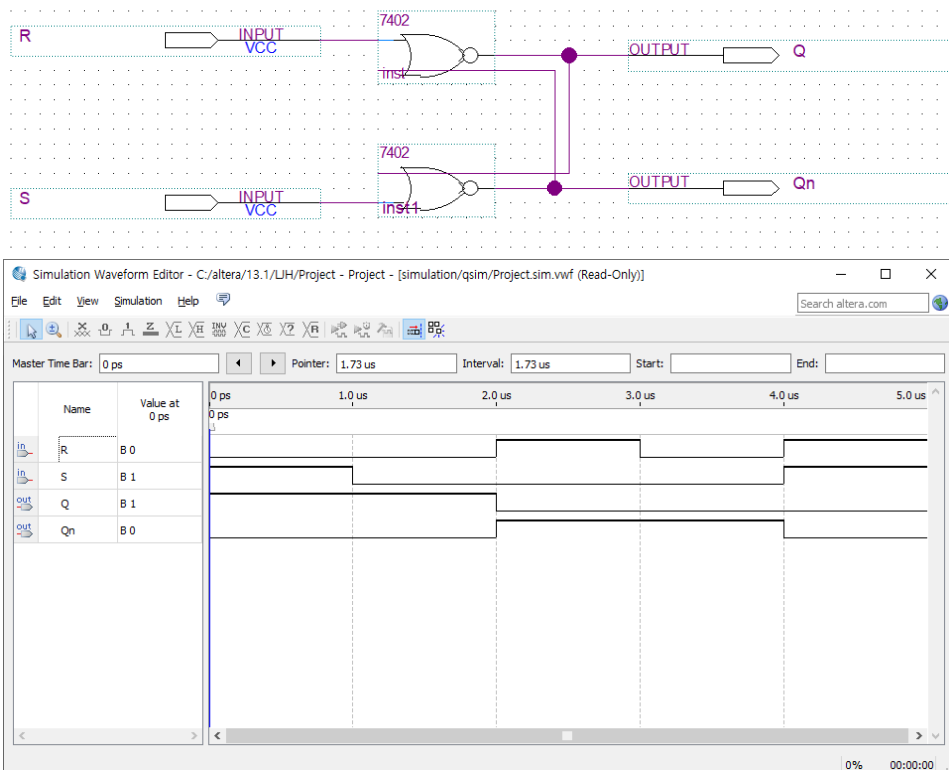 7402
R
INPUT
VCC
OUTPUT
Q
inst
7402
S
INPUT
VCC
OUTPUT
Qn
inst1
Simulation Waveform Editor - C:/altera/13.1/LJH/Project - Project - [simulation/qsim/Project.sim.vwf (Read-Only)]
File Edit View Simulation Help
Search altera.com
Master Time Bar: 0 ps Pointer: 1.73 us Interval: 1.73 us Start: End:
Name Value at 0 ps
0 ps 1.0 us 2.0 us 3.0 us 4.0 us 5.0 us
0 ps
in R B 0
in S B 1
out Q B 1
out Qn B 0
0% 00:00:00